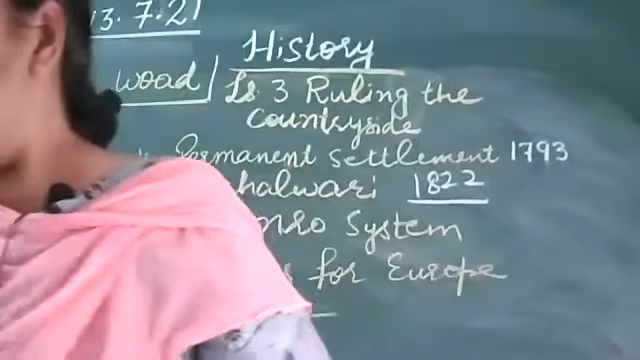 13.7.21
History
woad
Ls 3 Ruling the
countryside
Permanent Settlement 1793
halwari 1822
nro System
for Europe